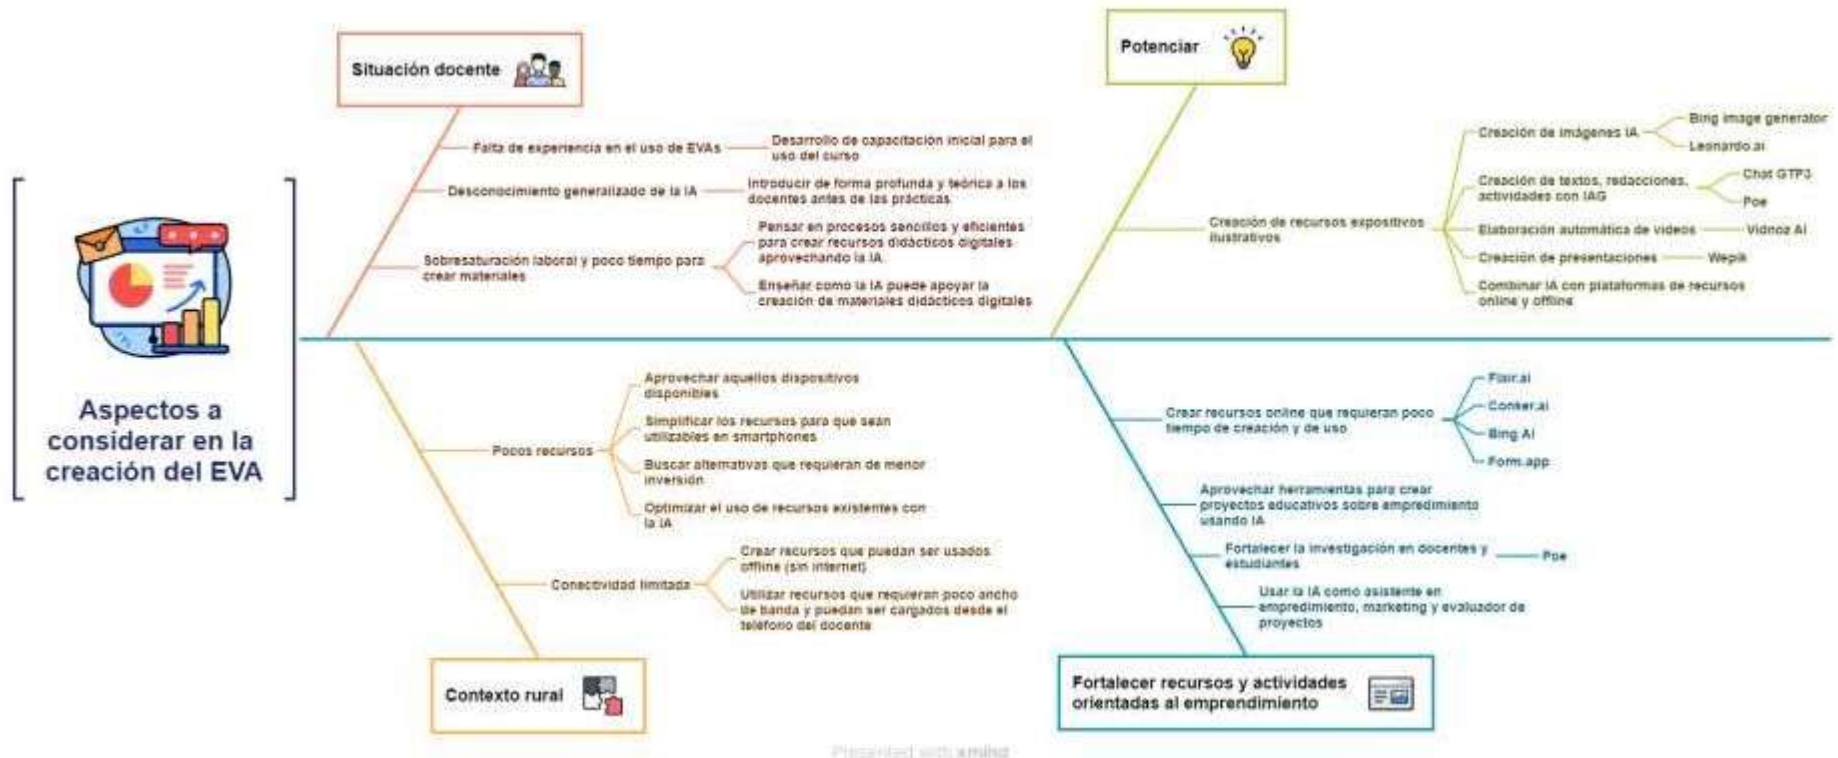 Aspectos a
considerar en la
creación del EVA
Situación docente
Falta de experiencia en el uso de EVAs
Desarrollo de capacitación inicial para el
uso del curso
Desconocimiento generalizado de la IA
Introducir de forma profunda y teórica a los
docentes antes de las prácticas
Sobresaturación laboral y poco tiempo para
crear materiales
Pensar en procesos sencillos y eficientes
para crear recursos didácticos digitales
aprovechando la IA
Enseñar como la IA puede apoyar la
creación de materiales didácticos digitales
Potenciar
Creación de recursos expositivos
ilustrativos
Creación de imágenes IA
Bing image generator
Leonardo.ai
Creación de textos, redacciones,
actividades con IAG
Chat GTP3
Poe
Elaboración automática de videos
Vidnoz AI
Creación de presentaciones
Wepik
Combinar IA con plataformas de recursos
online y offline
Pocos recursos
Aprovechar aquellos dispositivos
disponibles
Simplificar los recursos para que sean
utilizables en smartphones
Buscar alternativas que requieran de menor
inversión
Optimizar el uso de recursos existentes con
la IA
Conectividad limitada
Crear recursos que puedan ser usados
offline (sin internet)
Utilizar recursos que requieran poco ancho
de banda y puedan ser cargados desde el
teléfono del docente
Contexto rural
Crear recursos online que requieran poco
tiempo de creación y de uso
Flair.ai
Conker.ai
Bing AI
Form.app
Aprovechar herramientas para crear
proyectos educativos sobre empredimiento
usando IA
Fortalecer la investigación en docentes y
estudiantes
Poe
Usar la IA como asistente en
empredimiento, marketing y evaluador de
proyectos
Fortalecer recursos y actividades
orientadas al emprendimiento
Presented with xmind